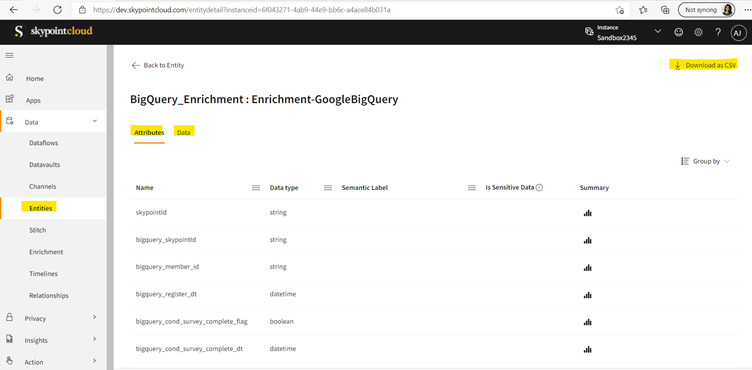 https://dev.skypointcloud.com/entitydetail?instanceid=6f043271-4ab9-44e9-bb6c-a4ace84b031a
Not syncing
S skypointcloud
Instance
Sandbox2345
AJ
Home
Apps
Data
Dataflows
Datavaults
Channels
Entities
Stitch
Enrichment
Timelines
Relationships
Privacy
Insights
Action
Back to Entity
Download as CSV
BigQuery_Enrichment : Enrichment-GoogleBigQuery
Attributes Data
Group by
Name Data type Semantic Label Is Sensitive Data Summary
skypointId string
bigquery_skypointId string
bigquery_member_id string
bigquery_register_dt datetime
bigquery_cond_survey_complete_flag boolean
bigquery_cond_survey_complete_dt datetime